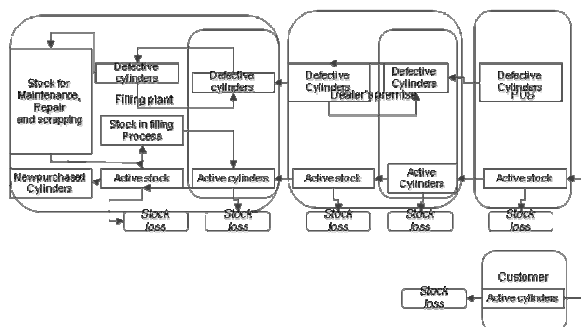 Stock for
Maintenance,
Repair
and scrapping
Defective
cylinders
Filling plant
Defective
cylinders
Stock in filling
Process
Newpurchased
Cylinders
Active stock
Active cylinders
Stock
loss
Stock
loss
Defective
Cylinders
Dealer's premise
Defective
Cylinders
Active stock
Active
Cylinders
Stock
loss
Stock
loss
Defective
Cylinders
Active stock
Stock
loss
Customer
Active cylinders
Stock
loss